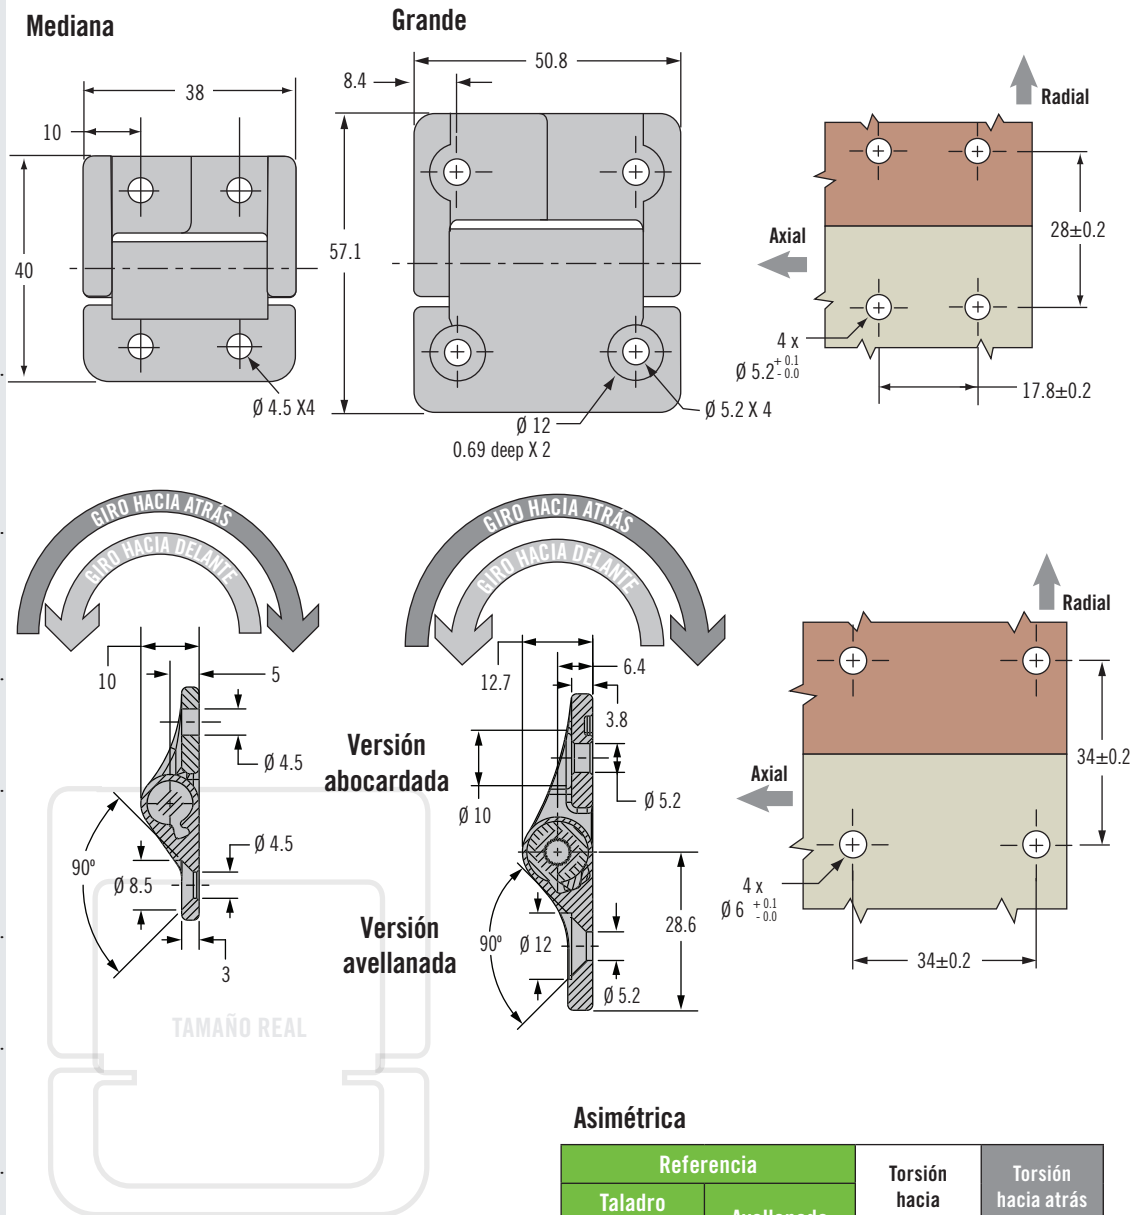 Mediana
Grande
38
10
40
Ø 4.5 X4
50.8
8.4
57.1
Ø 12
0.69 deep X 2
Ø 5.2 X 4
Radial
Axial
28±0.2
4 x
Ø 5.2 + 0.1 - 0.0
17.8±0.2
GIRO HACIA ATRÁS
GIRO HACIA DELANTE
10
5
Ø 4.5
Ø 4.5
90º
Ø 8.5
3
GIRO HACIA ATRÁS
GIRO HACIA DELANTE
12.7
6.4
3.8
Versión
abocardada
Ø 10
Ø 5.2
Versión
avellanada
90º
Ø 12
28.6
Ø 5.2
Radial
Axial
34±0.2
4 x
Ø 6 + 0.1 - 0.0
34±0.2
TAMAÑO REAL
Asimétrica
Referencia
Torsión
hacia
Torsión
hacia atrás
Taladro
Avellanado